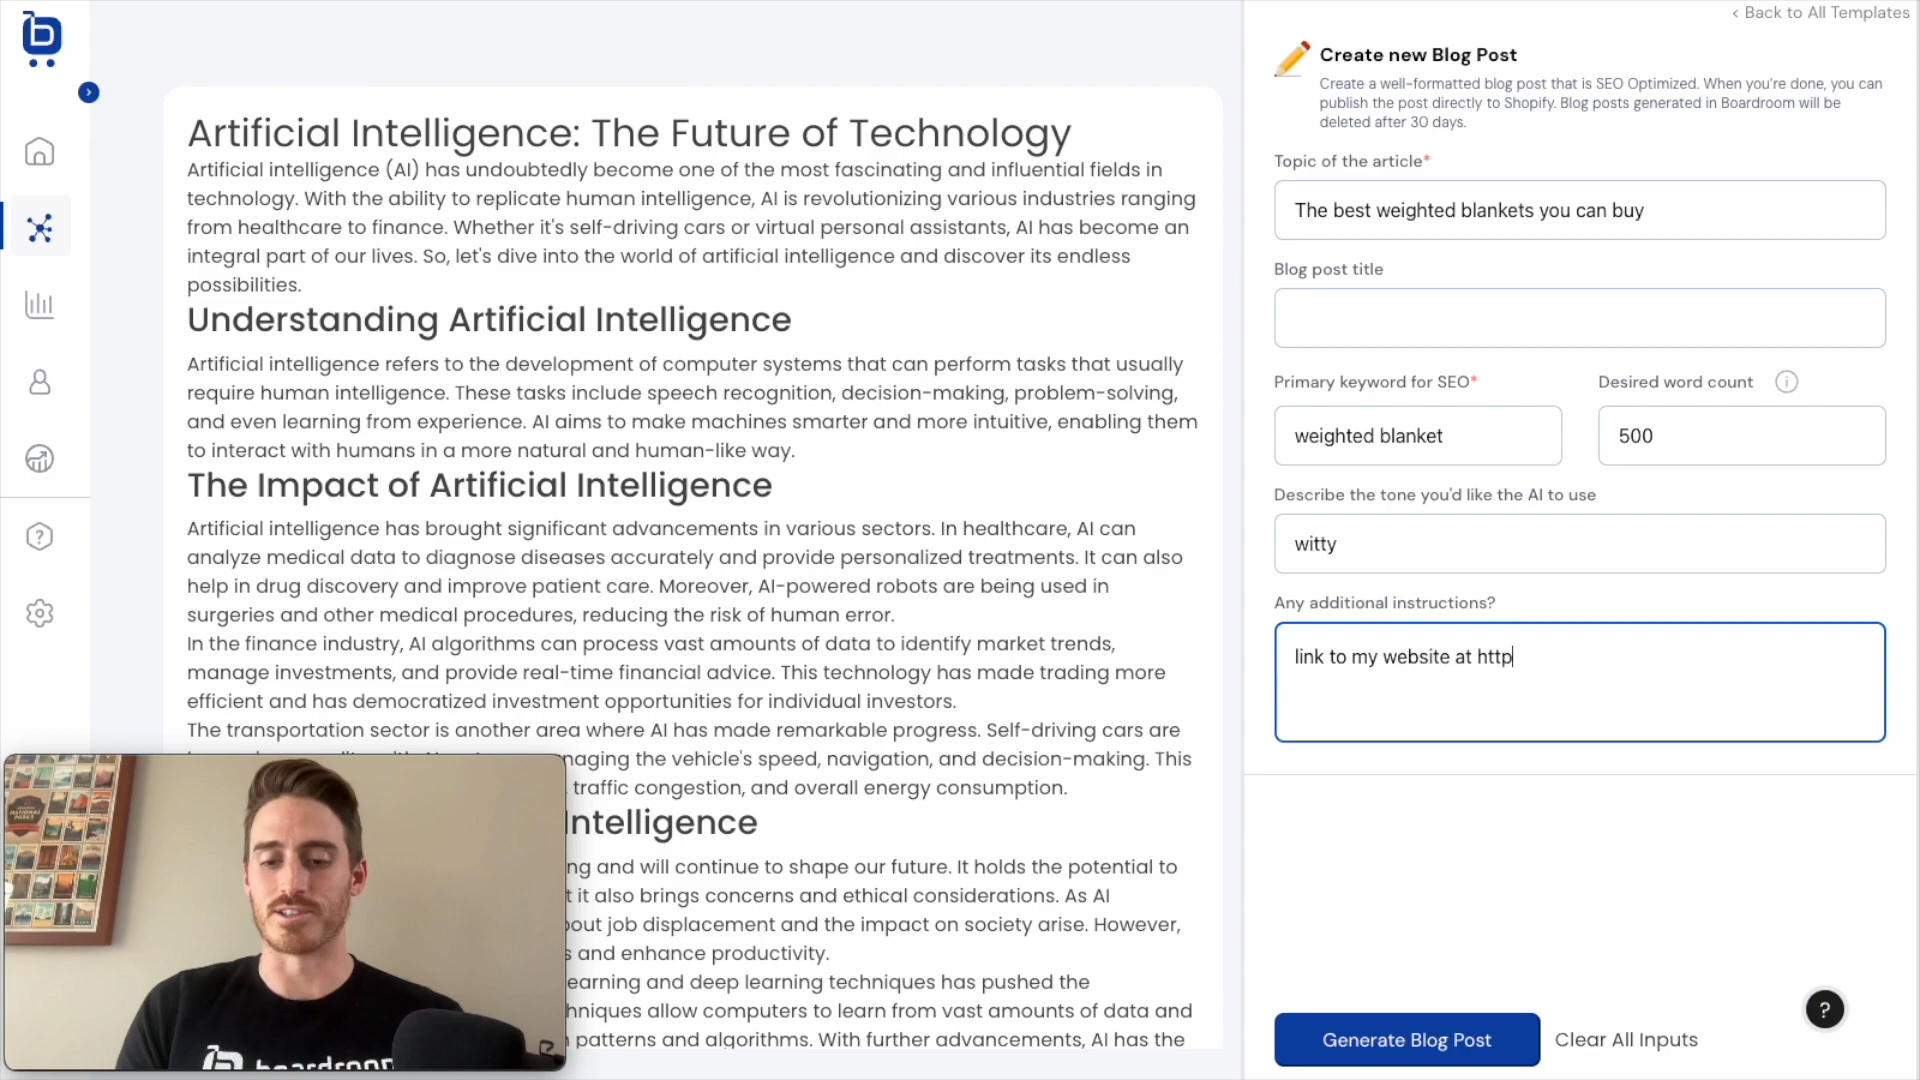 < Back to All Templates
Create new Blog Post
Create a well-formatted blog post that is SEO Optimized. When you're done, you can
publish the post directly to Shopify. Blog posts generated in Boardroom will be
deleted after 30 days.
Topic of the article*
The best weighted blankets you can buy
Blog post title
Primary keyword for SEO*
Desired word count
weighted blanket
500
Describe the tone you'd like the AI to use
witty
Any additional instructions?
link to my website at http
Generate Blog Post
Clear All Inputs
?
Artificial Intelligence: The Future of Technology
Artificial intelligence (AI) has undoubtedly become one of the most fascinating and influential fields in
technology. With the ability to replicate human intelligence, AI is revolutionizing various industries ranging
from healthcare to finance. Whether it's self-driving cars or virtual personal assistants, AI has become an
integral part of our lives. So, let's dive into the world of artificial intelligence and discover its endless
possibilities.
Understanding Artificial Intelligence
Artificial intelligence refers to the development of computer systems that can perform tasks that usually
require human intelligence. These tasks include speech recognition, decision-making, problem-solving,
and even learning from experience. AI aims to make machines smarter and more intuitive, enabling them
to interact with humans in a more natural and human-like way.
The Impact of Artificial Intelligence
Artificial intelligence has brought significant advancements in various sectors. In healthcare, AI can
analyze medical data to diagnose diseases accurately and provide personalized treatments. It can also
help in drug discovery and improve patient care. Moreover, AI-powered robots are being used in
surgeries and other medical procedures, reducing the risk of human error.
In the finance industry, AI algorithms can process vast amounts of data to identify market trends,
manage investments, and provide real-time financial advice. This technology has made trading more
efficient and has democratized investment opportunities for individual investors.
The transportation sector is another area where AI has made remarkable progress. Self-driving cars are
the vehicle's speed, navigation, and decision-making. This
traffic congestion, and overall energy consumption.
Intelligence
and will continue to shape our future. It holds the potential to
it also brings concerns and ethical considerations. As AI
job displacement and the impact on society arise. However,
and enhance productivity.
and deep learning techniques has pushed the
allow computers to learn from vast amounts of data and
patterns and algorithms. With further advancements, AI has the
NATIONAL
PARKS
boardroom